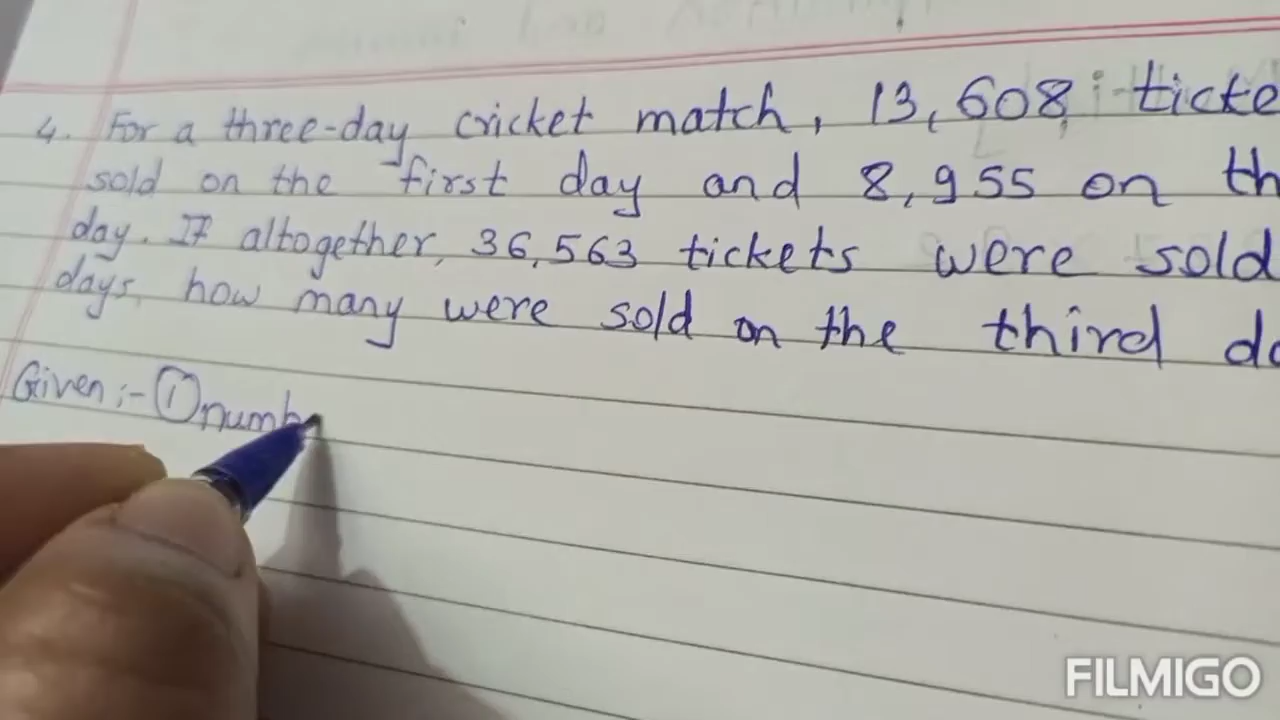 4. For a three-day cricket match, 13,608 ticke
sold on the first day and 8,955 on th
day. If altogether, 36,563 tickets were sold
days, how many were sold on the third da
Given :- ① numb
FILMIGO